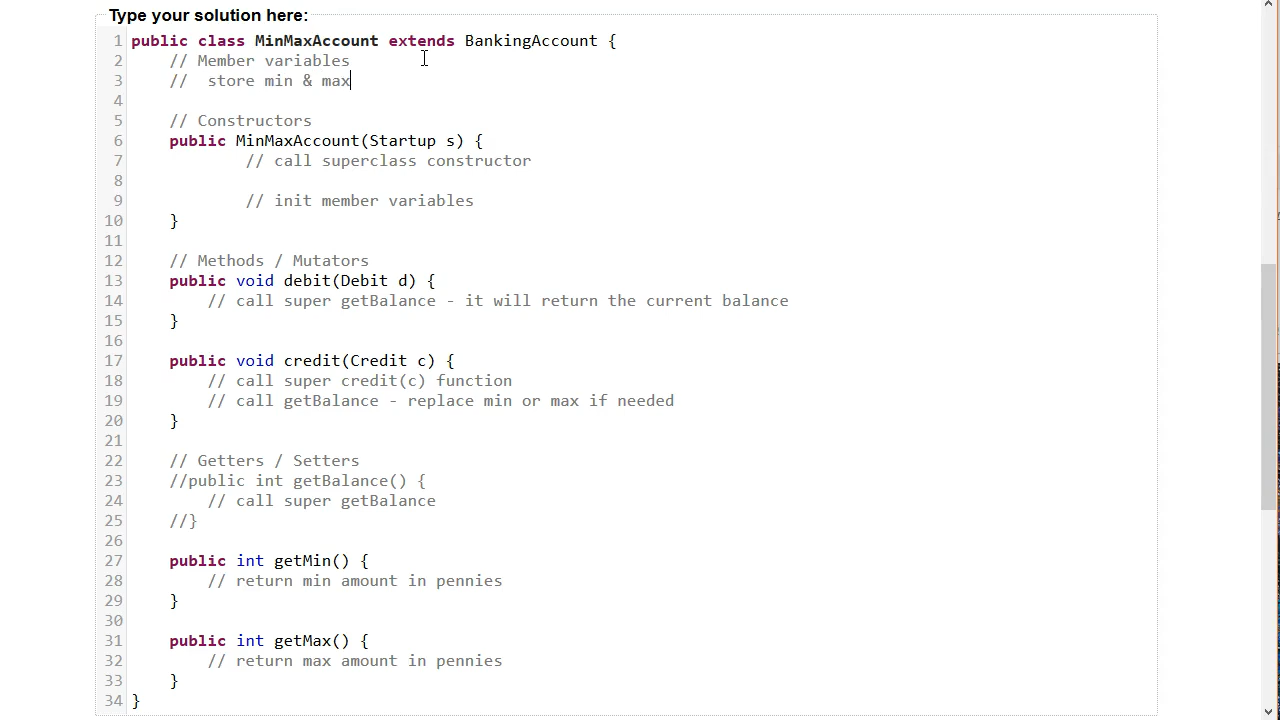 Type your solution here:
1 public class MinMaxAccount extends BankingAccount {
2     // Member variables
3     //  store min & max
4
5     // Constructors
6     public MinMaxAccount(Startup s) {
7             // call superclass constructor
8
9             // init member variables
10     }
11
12     // Methods / Mutators
13     public void debit(Debit d) {
14         // call super getBalance - it will return the current balance
15     }
16
17     public void credit(Credit c) {
18         // call super credit(c) function
19         // call getBalance - replace min or max if needed
20     }
21
22     // Getters / Setters
23     //public int getBalance() {
24         // call super getBalance
25     //}
26
27     public int getMin() {
28         // return min amount in pennies
29     }
30
31     public int getMax() {
32         // return max amount in pennies
33     }
34 }